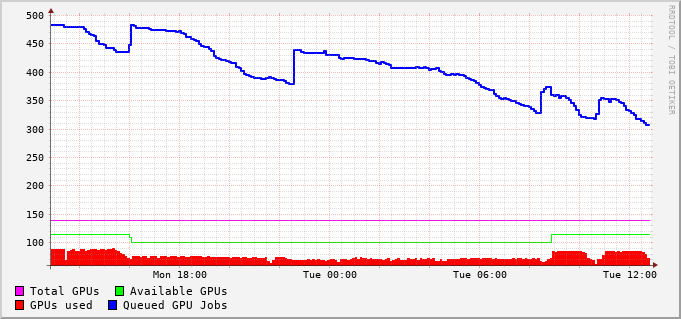 500
450
400
350
300
250
200
150
100
Mon 18:00 Tue 00:00 Tue 06:00 Tue 12:00
Total GPUs Available GPUs
GPUs used Queued GPU Jobs
RRDTOOL / TOBI OETIKER